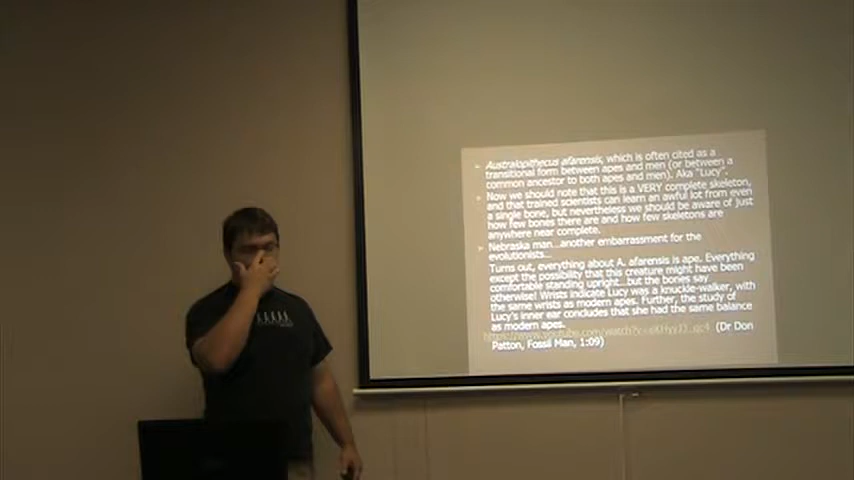 Australopithecus afarensis, which is often cited as a
transitional form between apes and men (or between a
common ancestor to both apes and men). Aka "Lucy".
Now we should note that this is a VERY complete skeleton,
and that trained scientists can learn an awful lot from even
a single bone, but nevertheless we should be aware of just
how few bones there are and how few skeletons are
anywhere near complete.
Nebraska man...another embarrassment for the
evolutionists...
Turns out, everything about A. afarensis is ape. Everything
except the possibility that this creature might have been
comfortable standing upright...but the bones say
otherwise! Wrists indicate Lucy was a knuckle-walker, with
the same wrists as modern apes. Further, the study of
Lucy's inner ear concludes that she had the same balance
as modern apes.
(Dr Don
Patton, Fossil Man, 1:09)